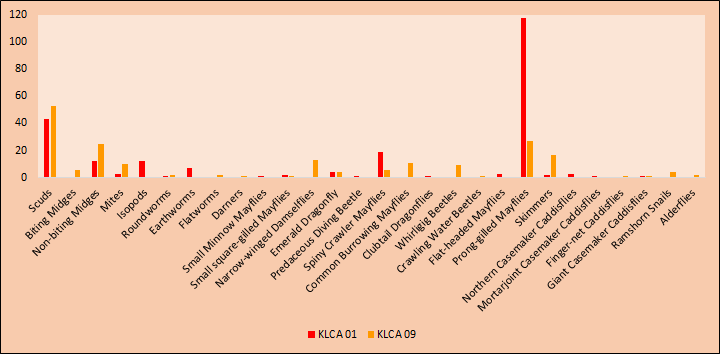 120
100
80
60
40
20
0
Scuds
Biting Midges
Non-biting Midges
Mites
Isopods
Roundworms
Earthworms
Flatworms
Darners
Small Minnow Mayflies
Small square-gilled Mayflies
Narrow-winged Damselflies
Emerald Dragonfly
Predaceous Diving Beetle
Spiny Crawler Mayflies
Common Burrowing Mayflies
Clubtail Dragonflies
Whirligig Beetles
Crawling Water Beetles
Flat-headed Mayflies
Prong-gilled Mayflies
Skimmers
Northern Casemaker Caddisflies
Mortarjoint Casemaker Caddisflies
Finger-net Caddisflies
Giant Casemaker Caddisflies
Ramshorn Snails
Alderflies
KLCA 01 KLCA 09